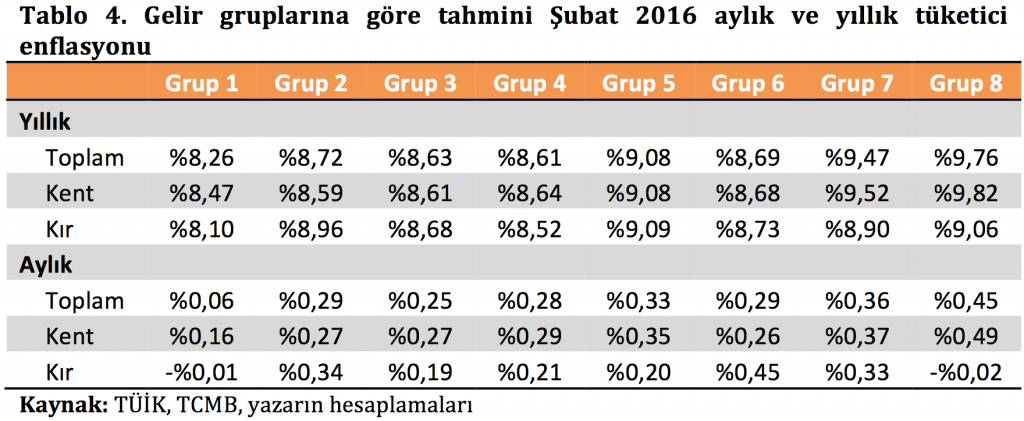 Tablo 4. Gelir gruplarına göre tahmini Şubat 2016 aylık ve yıllık tüketici
enflasyonu
Grup 1 Grup 2 Grup 3 Grup 4 Grup 5 Grup 6 Grup 7 Grup 8
Yıllık
Toplam %8,26 %8,72 %8,63 %8,61 %9,08 %8,69 %9,47 %9,76
Kent %8,47 %8,59 %8,61 %8,64 %9,08 %8,68 %9,52 %9,82
Kır %8,10 %8,96 %8,68 %8,52 %9,09 %8,73 %8,90 %9,06
Aylık
Toplam %0,06 %0,29 %0,25 %0,28 %0,33 %0,29 %0,36 %0,45
Kent %0,16 %0,27 %0,27 %0,29 %0,35 %0,26 %0,37 %0,49
Kır -%0,01 %0,34 %0,19 %0,21 %0,20 %0,45 %0,33 -%0,02
Kaynak: TÜİK, TCMB, yazarın hesaplamaları